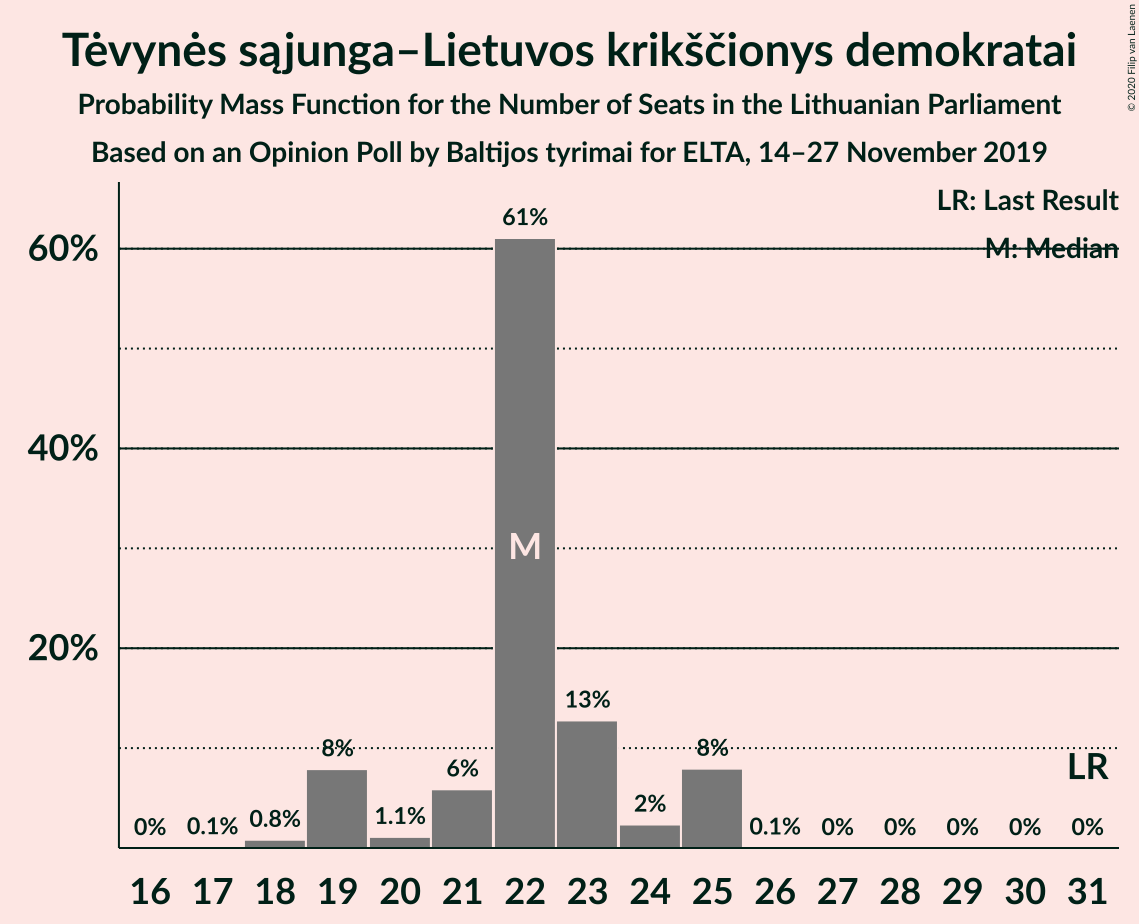 Tėvynės sąjunga–Lietuvos krikščionys demokratai
Probability Mass Function for the Number of Seats in the Lithuanian Parliament
Based on an Opinion Poll by Baltijos tyrimai for ELTA, 14–27 November 2019
© 2020 Filip van Laenen
LR: Last Result
M: Median
60%
40%
20%
0% 0.1% 0.8% 8% 1.1% 6% 61% 13% 2% 8% 0.1% 0% 0% 0% 0% 0%
M
LR
16 17 18 19 20 21 22 23 24 25 26 27 28 29 30 31